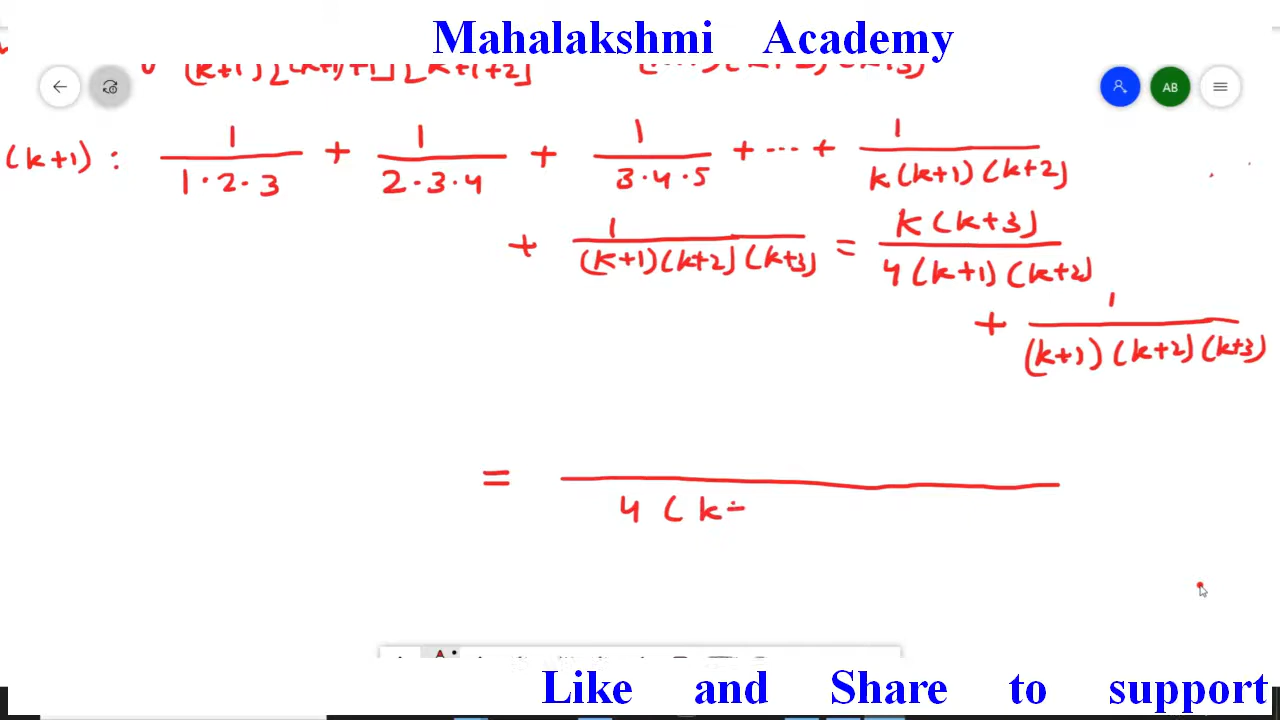 Mahalakshmi Academy
AB
(k+1) : 1/(1·2·3) + 1/(2·3·4) + 1/(3·4·5) + ... + 1/(k(k+1)(k+2))
+ 1/((k+1)(k+2)(k+3)) = k(k+3)/(4(k+1)(k+2))
+ 1/((k+1)(k+2)(k+3))
= 4(k
Like and Share to support